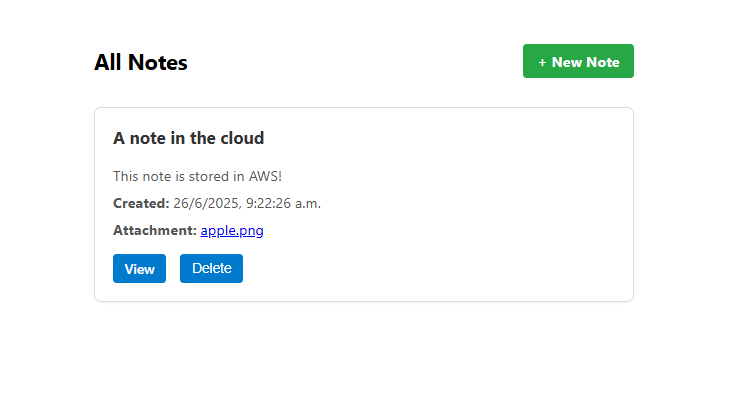 All Notes
+ New Note
A note in the cloud
This note is stored in AWS!
Created: 26/6/2025, 9:22:26 a.m.
Attachment: apple.png
View Delete